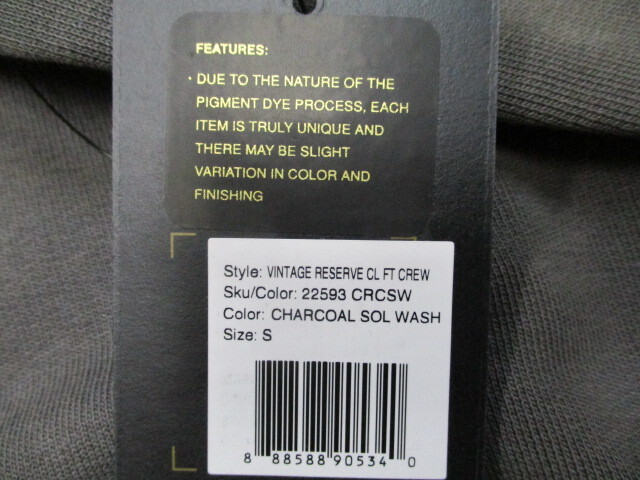 FEATURES:
· DUE TO THE NATURE OF THE
PIGMENT DYE PROCESS, EACH
ITEM IS TRULY UNIQUE AND
THERE MAY BE SLIGHT
VARIATION IN COLOR AND
FINISHING
Style: VINTAGE RESERVE CL FT CREW
Sku/Color: 22593 CRCSW
Color: CHARCOAL SOL WASH
Size: S
8 88588 90534 0